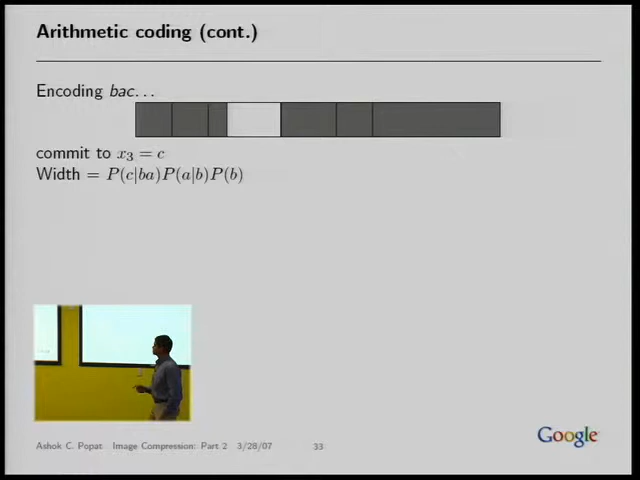 Arithmetic coding (cont.)
Encoding bac...
commit to x₃ = c
Width = P(c|ba)P(a|b)P(b)
Ashok C. Popat Image Compression: Part 2 3/28/07 33
Google